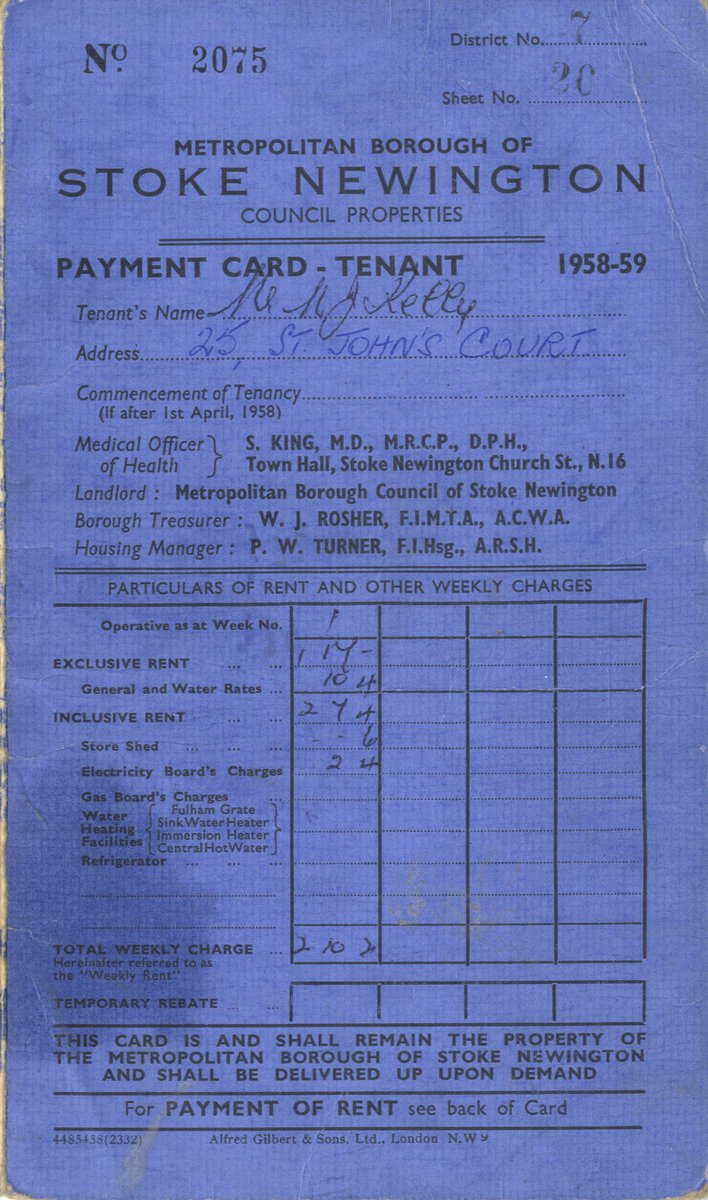 Nº 2075
District No. 7
Sheet No. 20
METROPOLITAN BOROUGH OF
STOKE NEWINGTON
COUNCIL PROPERTIES
PAYMENT CARD - TENANT 1958-59
Tenant's Name Mr N J Kelly
Address 25, ST. JOHN'S COURT
Commencement of Tenancy
(If after 1st April, 1958)
Medical Officer of Health } S. KING, M.D., M.R.C.P., D.P.H.,
Town Hall, Stoke Newington Church St., N.16
Landlord : Metropolitan Borough Council of Stoke Newington
Borough Treasurer : W. J. ROSHER, F.I.M.T.A., A.C.W.A.
Housing Manager : P. W. TURNER, F.I.Hsg., A.R.S.H.
PARTICULARS OF RENT AND OTHER WEEKLY CHARGES
Operative as at Week No. 1
EXCLUSIVE RENT ... ... 1 17 -
General and Water Rates ... 10 4
INCLUSIVE RENT ... ... 2 7 4
Store Shed ... ... ... - - 6
Electricity Board's Charges 2 4
Gas Board's Charges ...
Water Heating Facilities { Fulham Grate
Sink Water Heater
Immersion Heater
Central Hot Water }
Refrigerator ... ... ...
TOTAL WEEKLY CHARGE ... 2 10 2
Hereinafter referred to as
the "Weekly Rent"
TEMPORARY REBATE ... ...
THIS CARD IS AND SHALL REMAIN THE PROPERTY OF
THE METROPOLITAN BOROUGH OF STOKE NEWINGTON
AND SHALL BE DELIVERED UP UPON DEMAND
For PAYMENT OF RENT see back of Card
4485458(2332) Alfred Gilbert & Sons, Ltd., London N.W